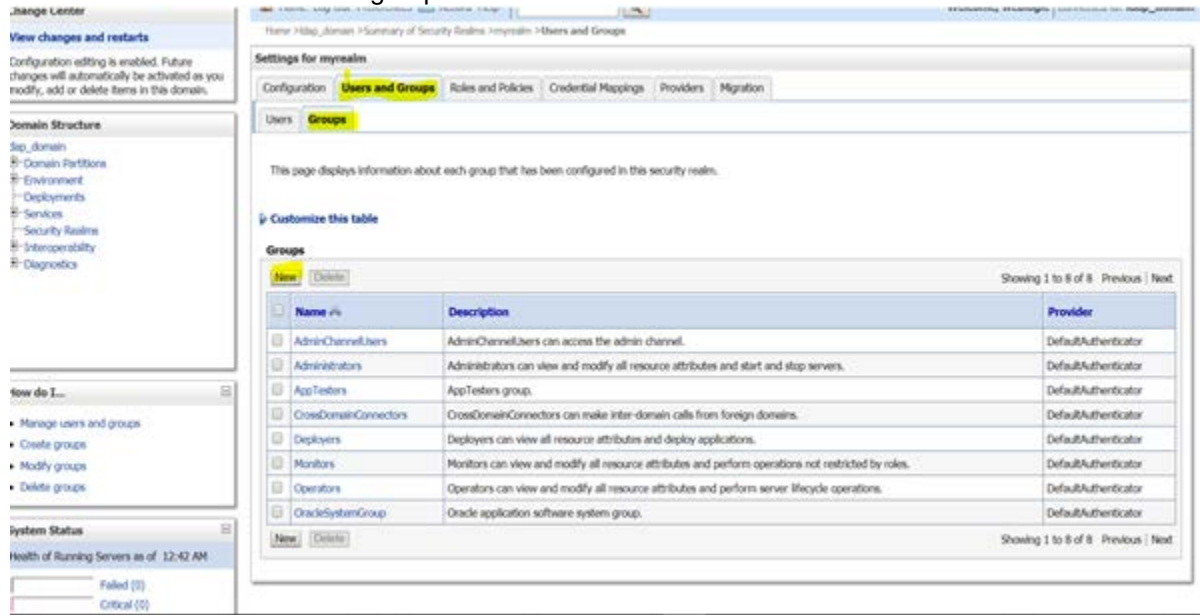 Change Center
View changes and restarts
Configuration editing is enabled. Future
changes will automatically be activated as you
modify, add or delete items in this domain.
Domain Structure
ldap_domain
Domain Partitions
Environment
Deployments
Services
Security Realms
Interoperability
Diagnostics
How do I...
Manage users and groups
Create groups
Modify groups
Delete groups
System Status
Health of Running Servers as of 12:42 AM
Failed (0)
Critical (0)
Home Log Out Preferences Record Help
Welcome, weblogic
Home >ldap_domain >Summary of Security Realms >myrealm >Users and Groups
Settings for myrealm
Configuration Users and Groups Roles and Policies Credential Mappings Providers Migration
Users Groups
This page displays information about each group that has been configured in this security realm.
Customize this table
Groups
New Delete Showing 1 to 8 of 8 Previous | Next
Name Description Provider
AdminChannelUsers AdminChannelUsers can access the admin channel. DefaultAuthenticator
Administrators Administrators can view and modify all resource attributes and start and stop servers. DefaultAuthenticator
AppTesters AppTesters group. DefaultAuthenticator
CrossDomainConnectors CrossDomainConnectors can make inter-domain calls from foreign domains. DefaultAuthenticator
Deployers Deployers can view all resource attributes and deploy applications. DefaultAuthenticator
Monitors Monitors can view and modify all resource attributes and perform operations not restricted by roles. DefaultAuthenticator
Operators Operators can view and modify all resource attributes and perform server lifecycle operations. DefaultAuthenticator
OracleSystemGroup Oracle application software system group. DefaultAuthenticator
New Delete Showing 1 to 8 of 8 Previous | Next